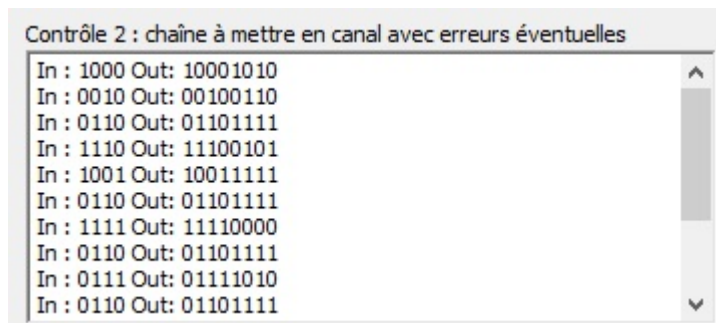 Contrôle 2 : chaîne à mettre en canal avec erreurs éventuelles
In : 1000 Out: 10001010
In : 0010 Out: 00100110
In : 0110 Out: 01101111
In : 1110 Out: 11100101
In : 1001 Out: 10011111
In : 0110 Out: 01101111
In : 1111 Out: 11110000
In : 0110 Out: 01101111
In : 0111 Out: 01111010
In : 0110 Out: 01101111